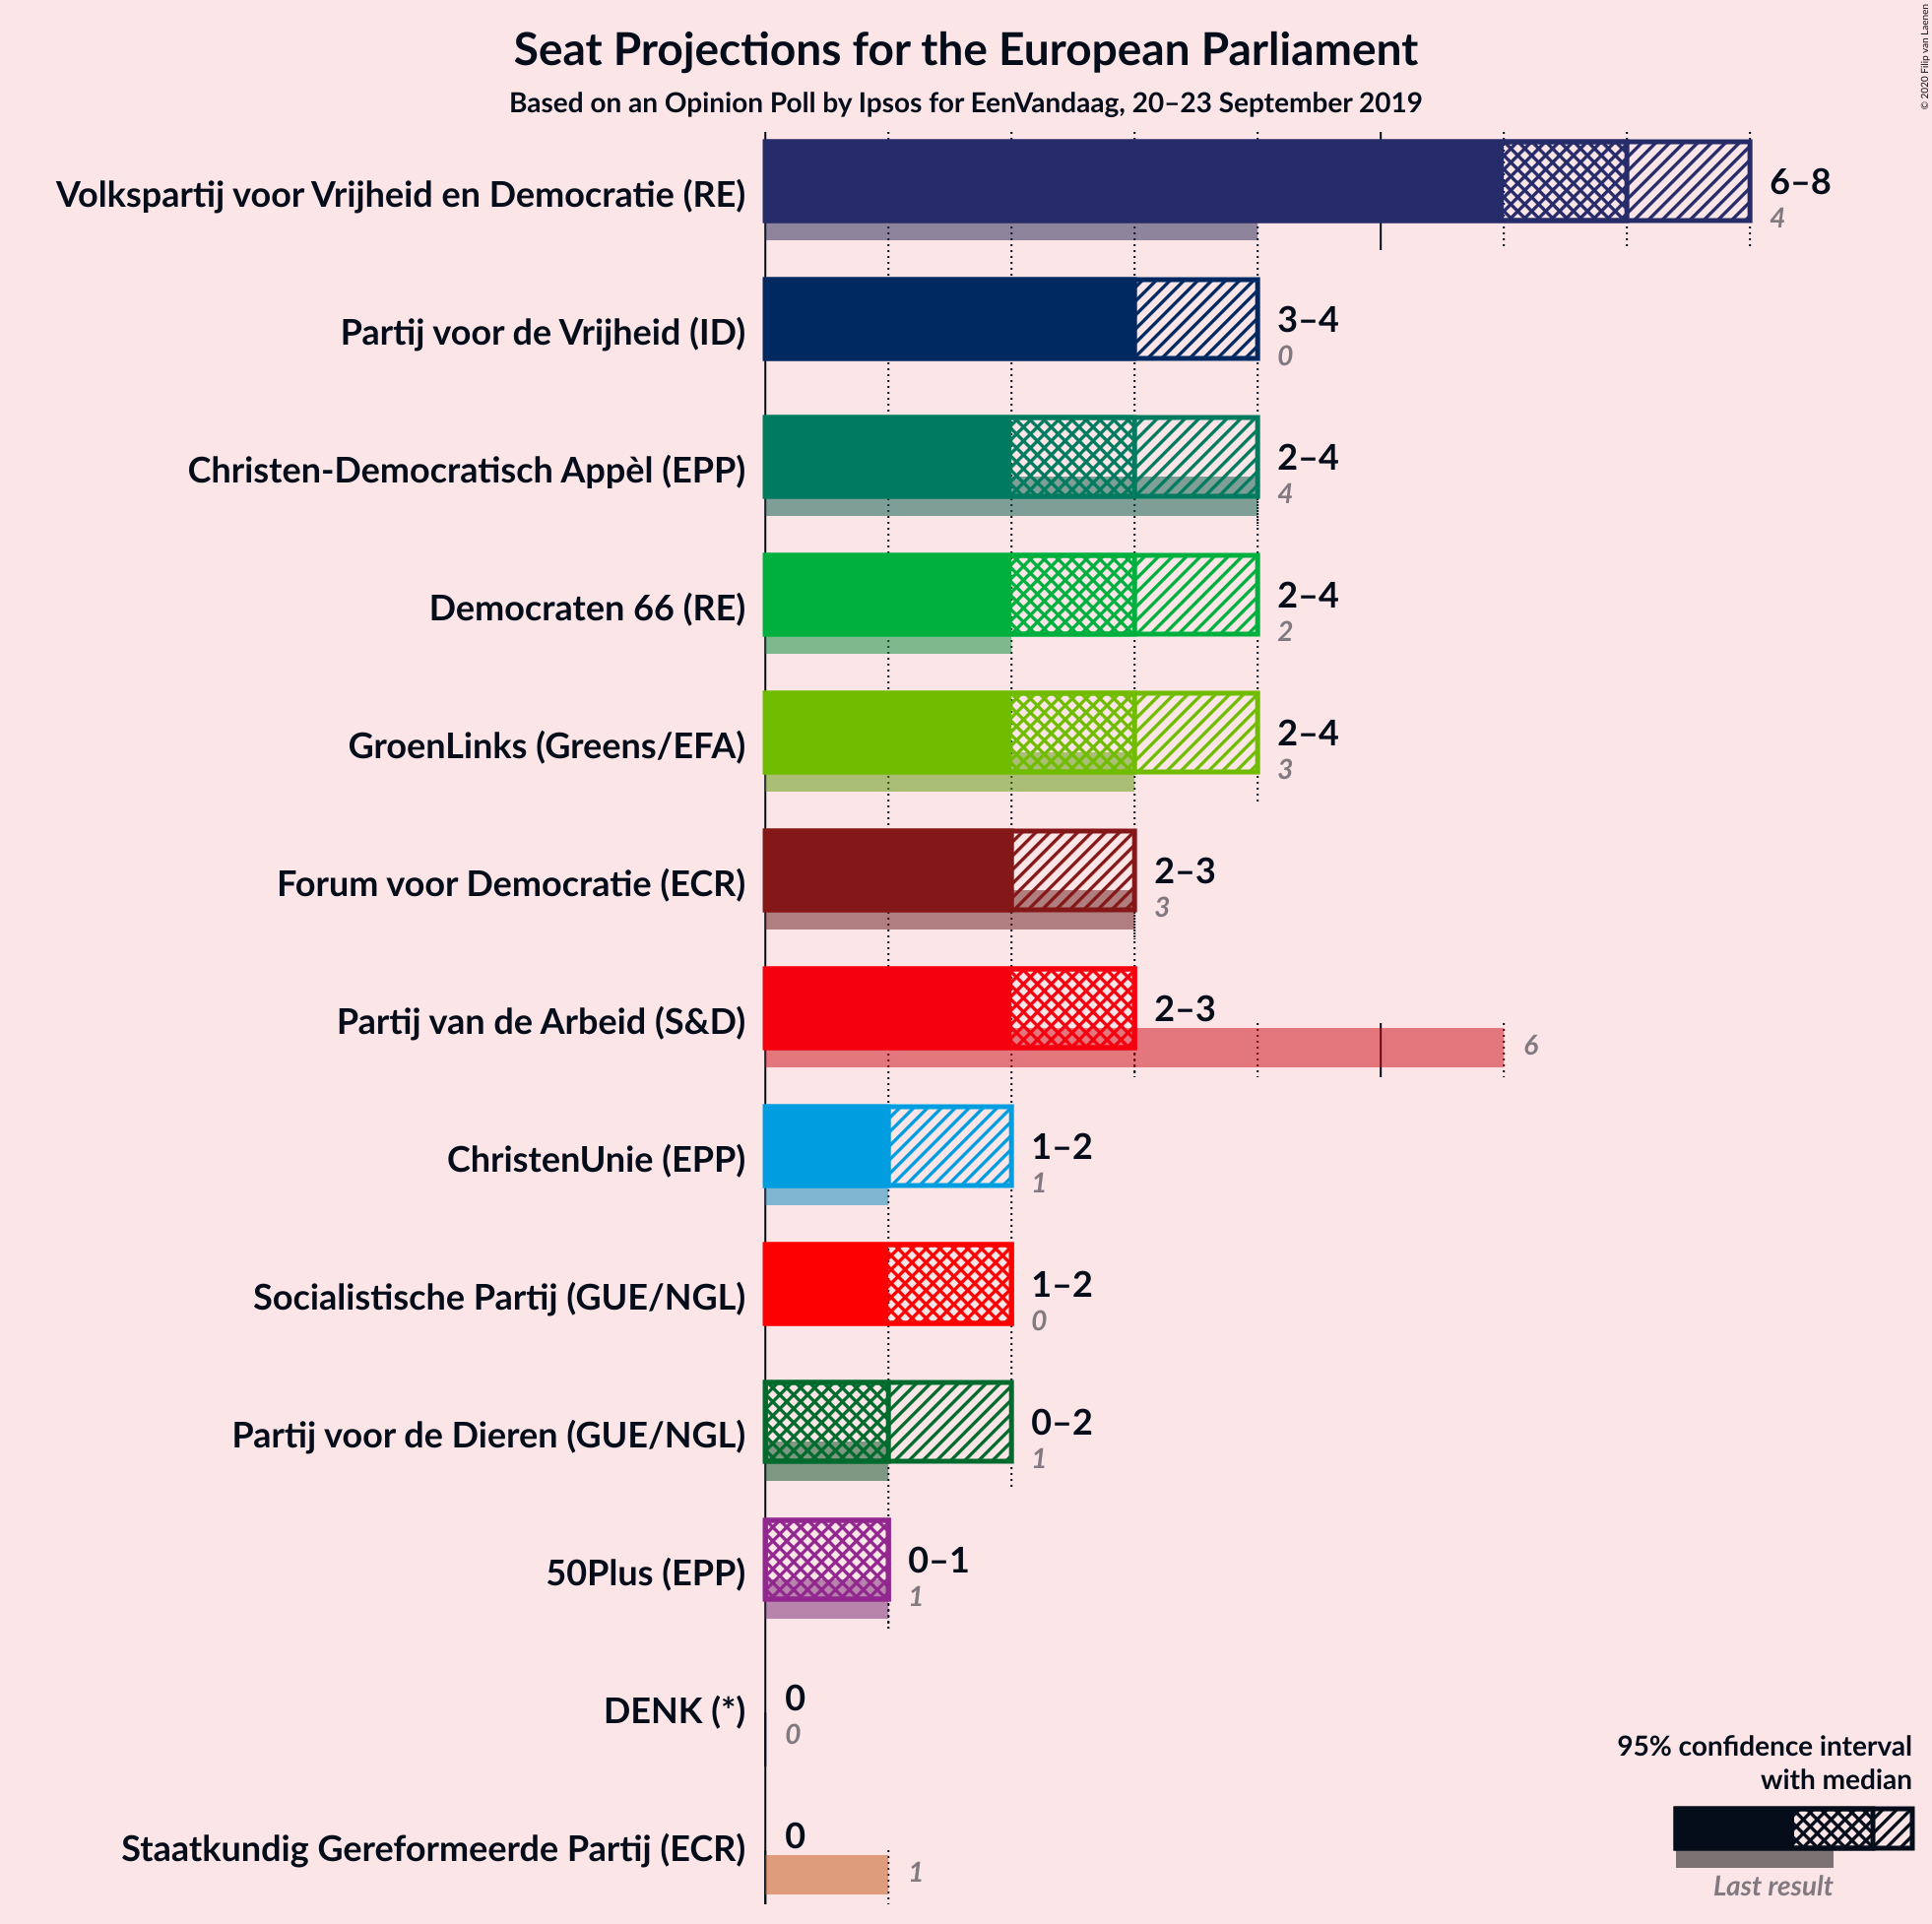 Seat Projections for the European Parliament
Based on an Opinion Poll by Ipsos for EenVandaag, 20–23 September 2019
© 2020 Filip van Laenen
Volkspartij voor Vrijheid en Democratie (RE)
6–8
4
Partij voor de Vrijheid (ID)
3–4
0
Christen-Democratisch Appèl (EPP)
2–4
4
Democraten 66 (RE)
2–4
2
GroenLinks (Greens/EFA)
2–4
3
Forum voor Democratie (ECR)
2–3
3
Partij van de Arbeid (S&D)
2–3
6
ChristenUnie (EPP)
1–2
1
Socialistische Partij (GUE/NGL)
1–2
0
Partij voor de Dieren (GUE/NGL)
0–2
1
50Plus (EPP)
0–1
1
DENK (*)
0
0
Staatkundig Gereformeerde Partij (ECR)
0
1
95% confidence interval
with median
Last result